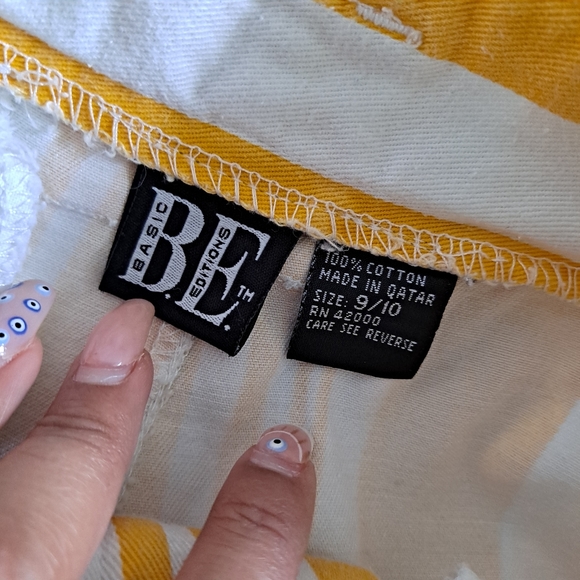 B.E.™
BASIC
EDITIONS
100% COTTON
MADE IN QATAR
SIZE: 9/10
RN 42000
CARE SEE REVERSE